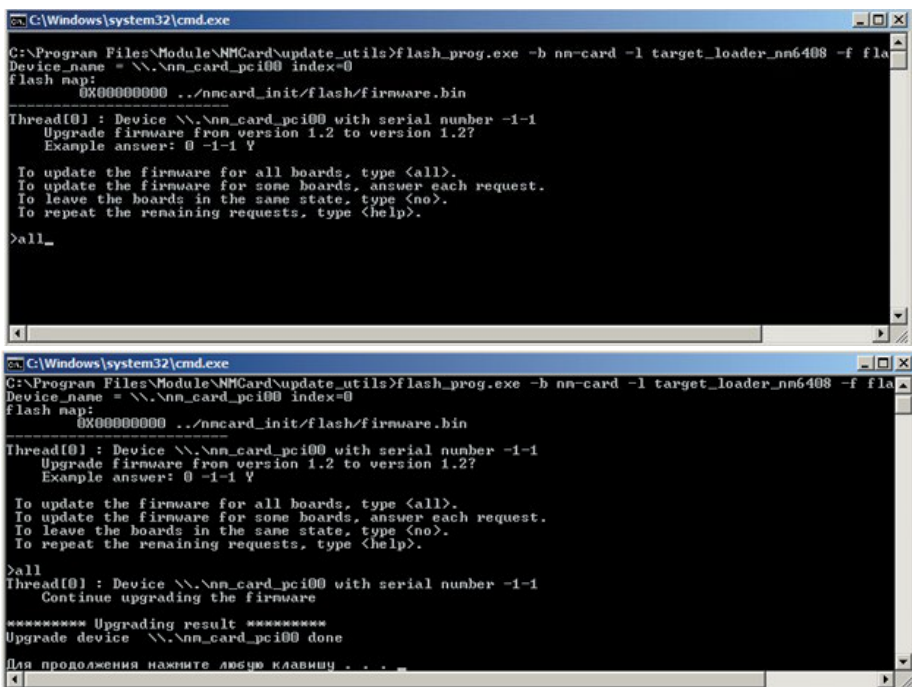 C:\Windows\system32\cmd.exe
C:\Program Files\Module\NMCard\update_utils>flash_prog.exe -b nm-card -l target_loader_nm6408 -f fla
Device_name = \\.\nm_card_pci00 index=0
flash map:
0X00000000 ../nmcard_init/flash/firmware.bin
---------------------------
Thread[0] : Device \\.\nm_card_pci00 with serial number -1-1
Upgrade firmware from version 1.2 to version 1.2?
Example answer: 0 -1-1 Y
To update the firmware for all boards, type <all>.
To update the firmware for some boards, answer each request.
To leave the boards in the same state, type <no>.
To repeat the remaining requests, type <help>.
>all_
C:\Windows\system32\cmd.exe
C:\Program Files\Module\NMCard\update_utils>flash_prog.exe -b nm-card -l target_loader_nm6408 -f fla
Device_name = \\.\nm_card_pci00 index=0
flash map:
0X00000000 ../nmcard_init/flash/firmware.bin
---------------------------
Thread[0] : Device \\.\nm_card_pci00 with serial number -1-1
Upgrade firmware from version 1.2 to version 1.2?
Example answer: 0 -1-1 Y
To update the firmware for all boards, type <all>.
To update the firmware for some boards, answer each request.
To leave the boards in the same state, type <no>.
To repeat the remaining requests, type <help>.
>all
Thread[0] : Device \\.\nm_card_pci00 with serial number -1-1
Continue upgrading the firmware
********* Upgrading result *********
Upgrade device \\.\nm_card_pci00 done
Для продолжения нажмите любую клавишу . . . _